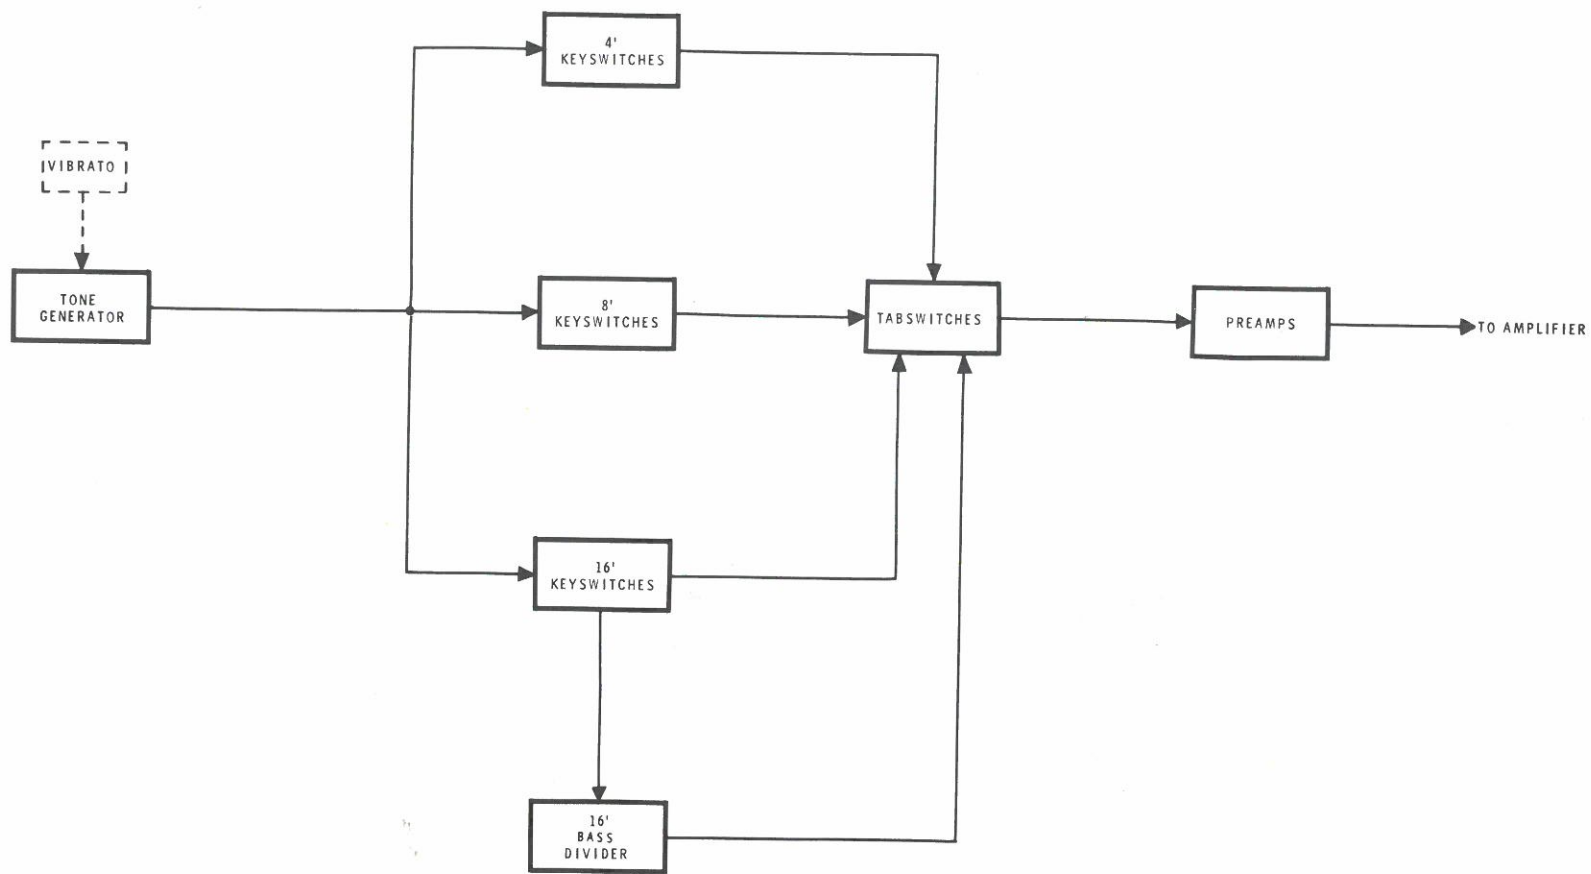 4'
KEYSWITCHES
VIBRATO
TONE
GENERATOR
8'
KEYSWITCHES
TABSWITCHES
PREAMPS
TO AMPLIFIER
16'
KEYSWITCHES
16'
BASS
DIVIDER